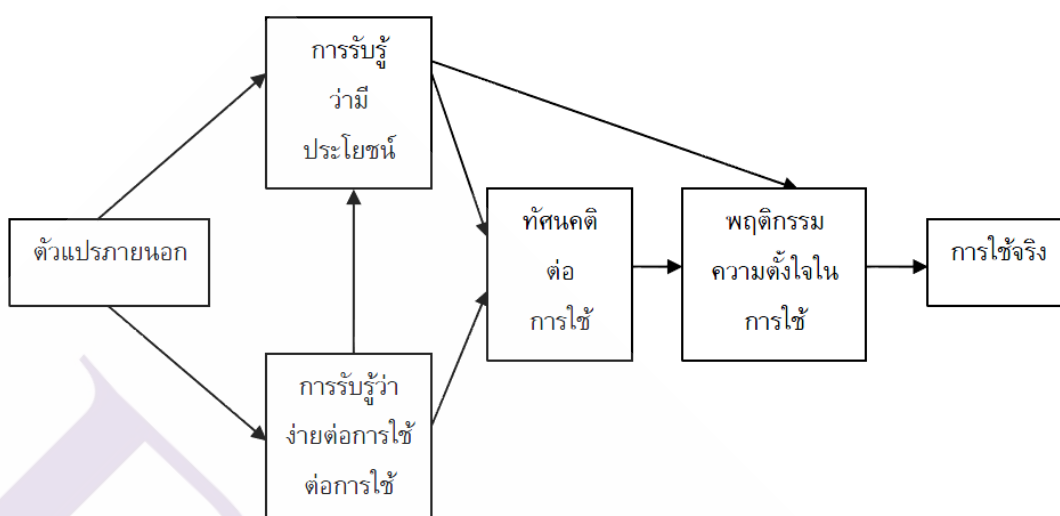 การรับรู้
ว่ามี
ประโยชน์
ตัวแปรภายนอก
การรับรู้ว่า
ง่ายต่อการใช้
ต่อการใช้
ทัศนคติ
ต่อ
การใช้
พฤติกรรม
ความตั้งใจใน
การใช้
การใช้จริง